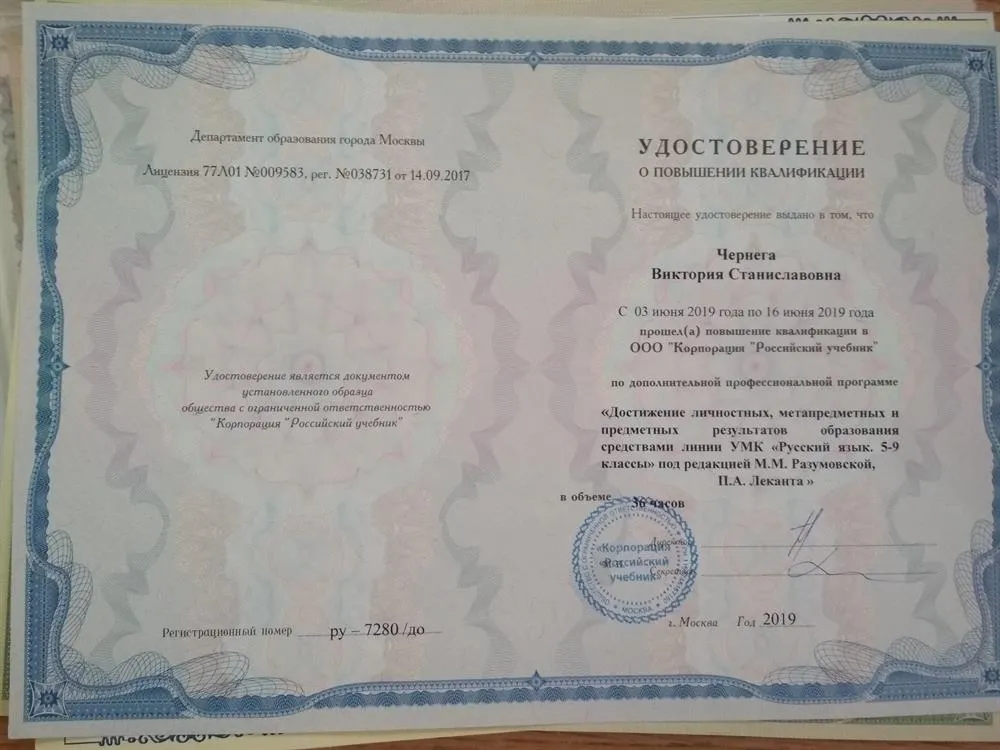 Департамент образования города Москвы
Лицензия 77Л01 №009583, рег. №038731 от 14.09.2017
Удостоверение является документом
установленного образца
общества с ограниченной ответственностью
"Корпорация "Российский учебник"
Регистрационный номер ру – 7280 /до
УДОСТОВЕРЕНИЕ
О ПОВЫШЕНИИ КВАЛИФИКАЦИИ
Настоящее удостоверение выдано в том, что
Чернега
Виктория Станиславовна
С 03 июня 2019 года по 16 июня 2019 года
прошел(а) повышение квалификации в
ООО "Корпорация "Российский учебник"
по дополнительной профессиональной программе
«Достижение личностных, метапредметных и
предметных результатов образования
средствами линии УМК «Русский язык. 5-9
классы» под редакцией М.М. Разумовской,
П.А. Леканта »
в объеме
36 часов
Директор
«Корпорация
«Российский
учебник»
Секретарь
МОСКВА
г. Москва Год 2019